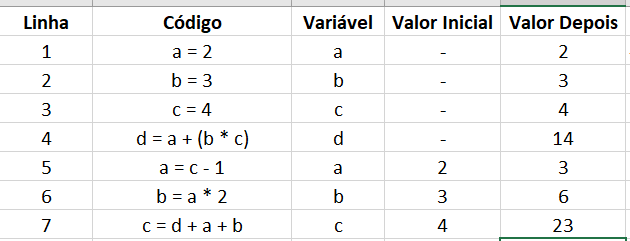 Linha Código Variável Valor Inicial Valor Depois
1 a = 2 a - 2
2 b = 3 b - 3
3 c = 4 c - 4
4 d = a + (b * c) d - 14
5 a = c - 1 a 2 3
6 b = a * 2 b 3 6
7 c = d + a + b c 4 23